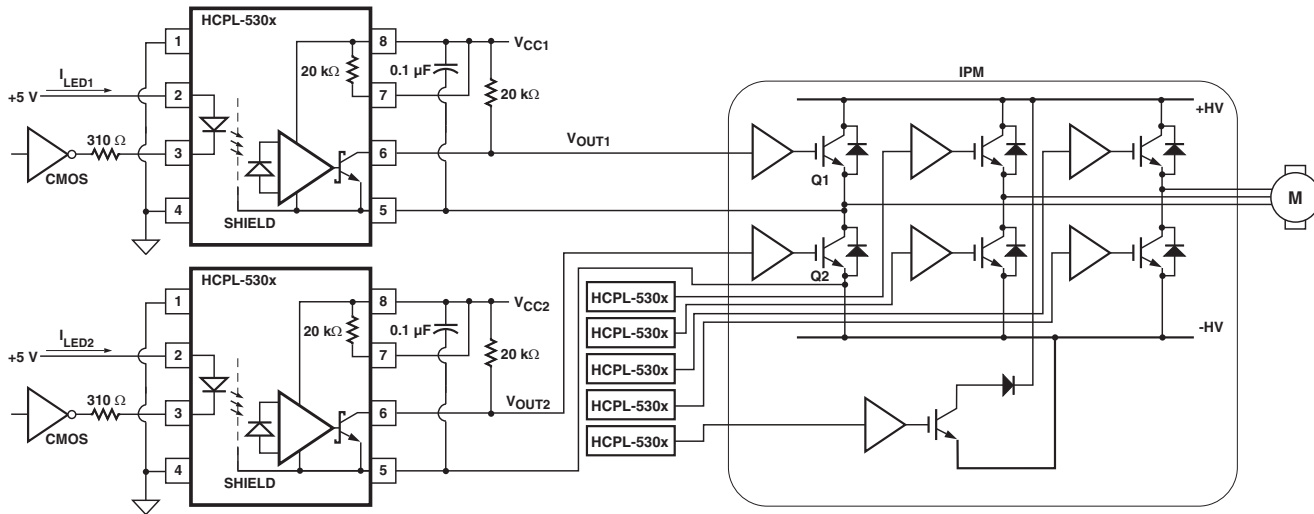 HCPL-530x
1
8
V_CC1
20 kΩ
0.1 µF
20 kΩ
I_LED1
+5 V
2
7
310 Ω
3
6
V_OUT1
CMOS
4
5
SHIELD
HCPL-530x
1
8
V_CC2
20 kΩ
0.1 µF
20 kΩ
I_LED2
+5 V
2
7
310 Ω
3
6
V_OUT2
CMOS
4
5
SHIELD
IPM
+HV
Q1
M
Q2
HCPL-530x
HCPL-530x
HCPL-530x
HCPL-530x
HCPL-530x
-HV